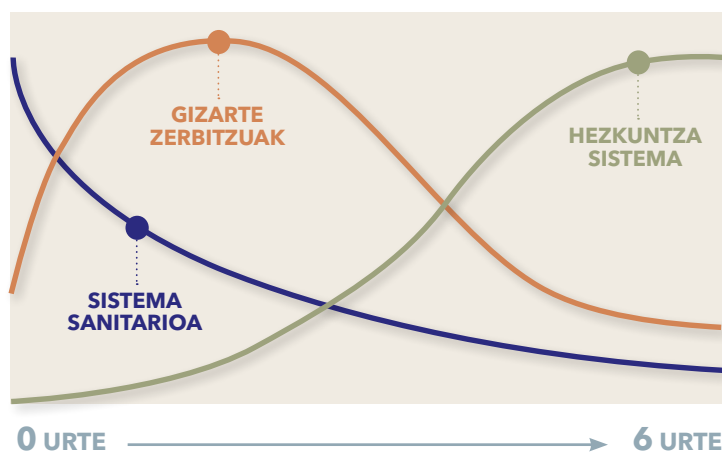 GIZARTE
ZERBITZUAK
HEZKUNTZA
SISTEMA
SISTEMA
SANITARIOA
0 URTE
6 URTE